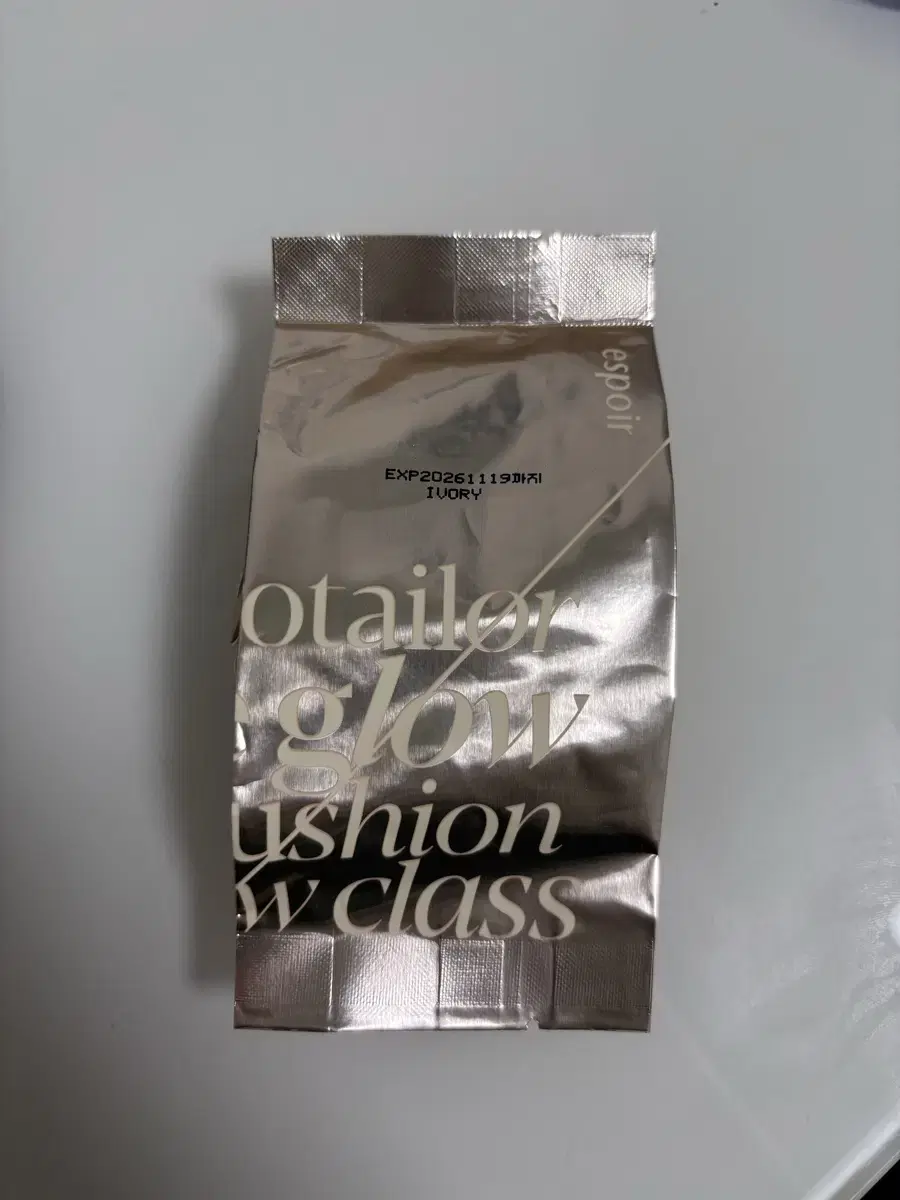 espoir
EXP20261119까지
IVORY
otailor
glow
ushion
w class